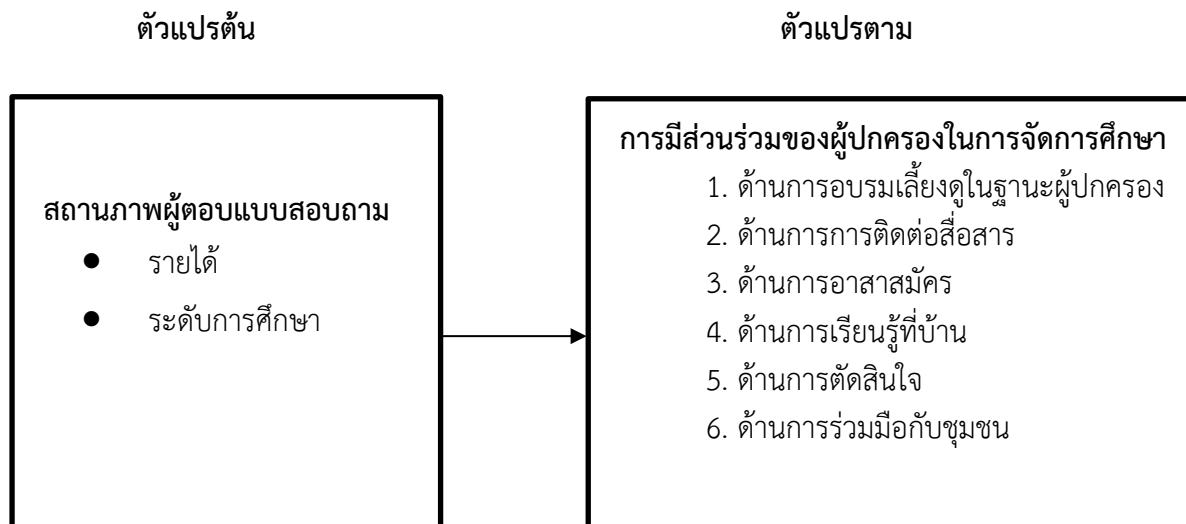 ตัวแปรต้น
ตัวแปรตาม
สถานภาพผู้ตอบแบบสอบถาม
● รายได้
● ระดับการศึกษา
การมีส่วนร่วมของผู้ปกครองในการจัดการศึกษา
1. ด้านการอบรมเลี้ยงดูในฐานะผู้ปกครอง
2. ด้านการการติดต่อสื่อสาร
3. ด้านการอาสาสมัคร
4. ด้านการเรียนรู้ที่บ้าน
5. ด้านการตัดสินใจ
6. ด้านการร่วมมือกับชุมชน